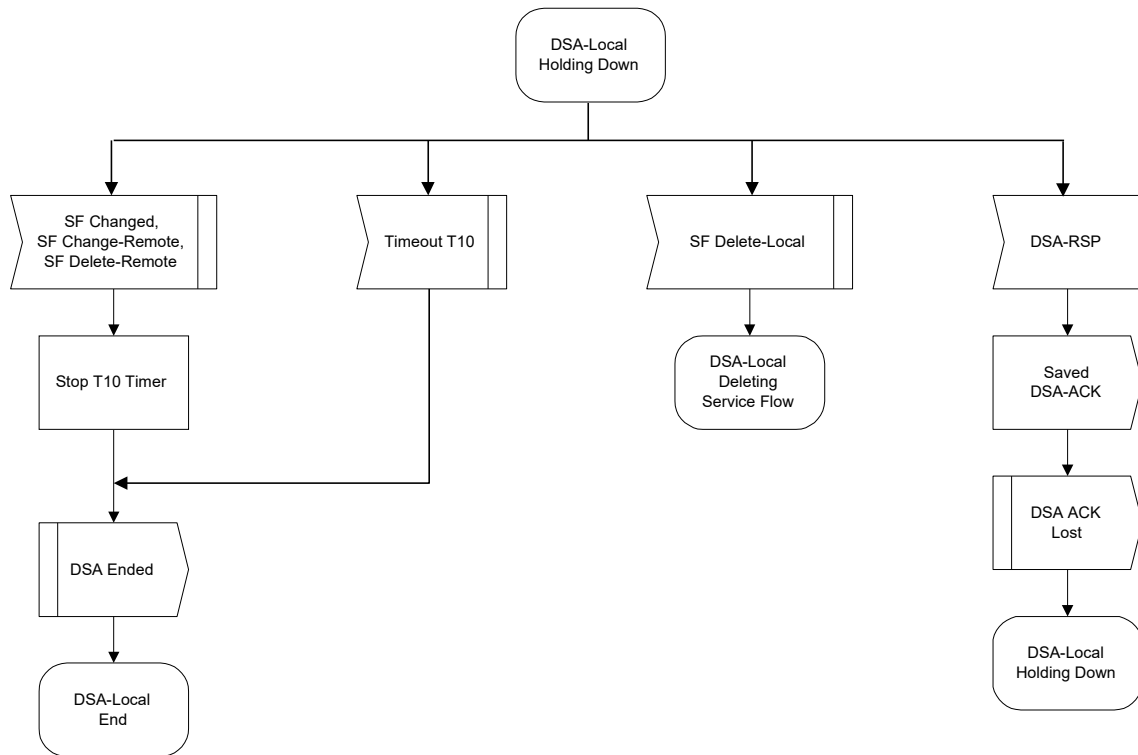 DSA-Local
Holding Down
SF Changed,
SF Change-Remote,
SF Delete-Remote
Timeout T10
SF Delete-Local
DSA-RSP
Stop T10 Timer
DSA-Local
Deleting
Service Flow
Saved
DSA-ACK
DSA Ended
DSA ACK
Lost
DSA-Local
End
DSA-Local
Holding Down